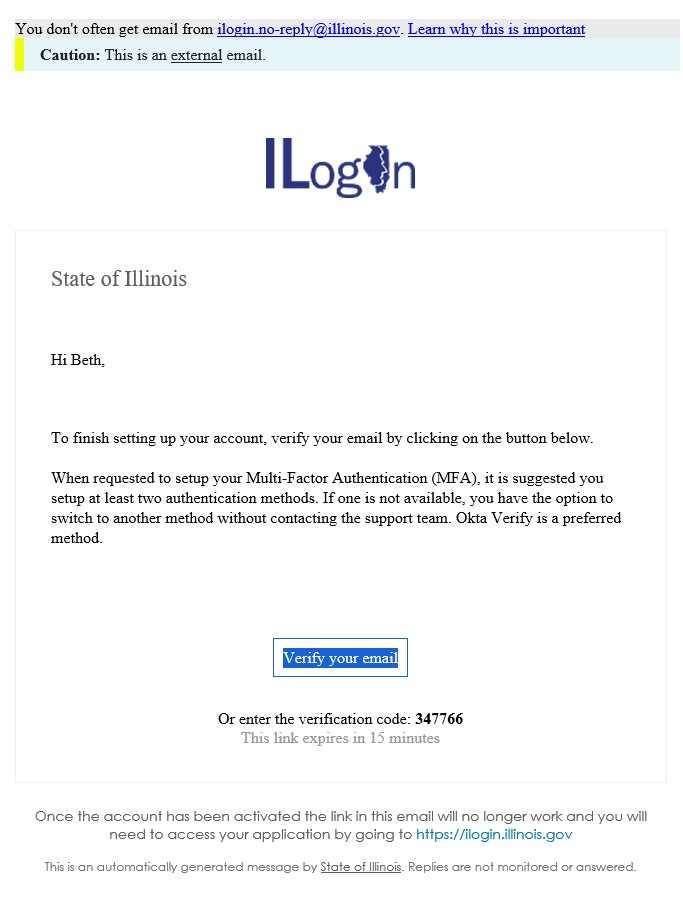 You don't often get email from ilogin.no-reply@illinois.gov. Learn why this is important
Caution: This is an external email.
ILogIn
State of Illinois
Hi Beth,
To finish setting up your account, verify your email by clicking on the button below.
When requested to setup your Multi-Factor Authentication (MFA), it is suggested you
setup at least two authentication methods. If one is not available, you have the option to
switch to another method without contacting the support team. Okta Verify is a preferred
method.
Verify your email
Or enter the verification code: 347766
This link expires in 15 minutes
Once the account has been activated the link in this email will no longer work and you will
need to access your application by going to https://ilogin.illinois.gov
This is an automatically generated message by State of Illinois. Replies are not monitored or answered.